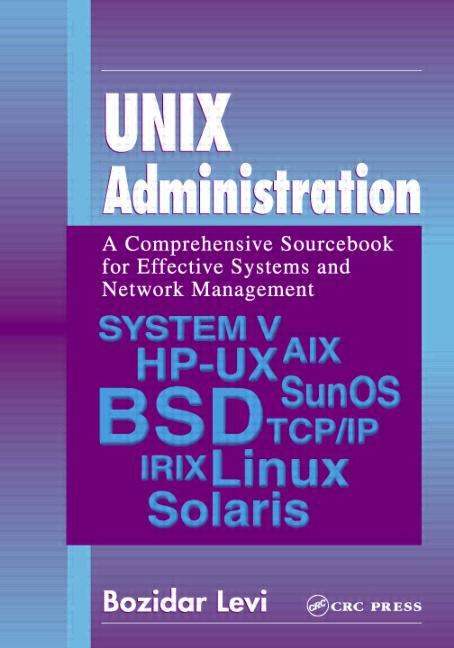 UNIX
Administration
A Comprehensive Sourcebook
for Effective Systems and
Network Management
SYSTEM V
HP-UX AIX
SunOS
BSD TCP/IP
IRIX Linux
Solaris
Bozidar Levi
CRC CRC PRESS